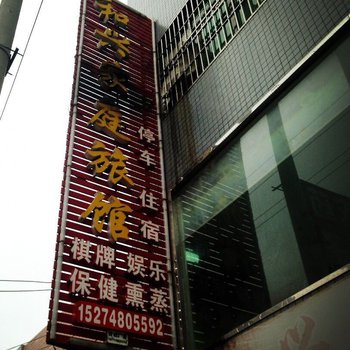 和兴家庭旅馆
停车住宿
棋牌 娱乐
保健 熏蒸
15274805592